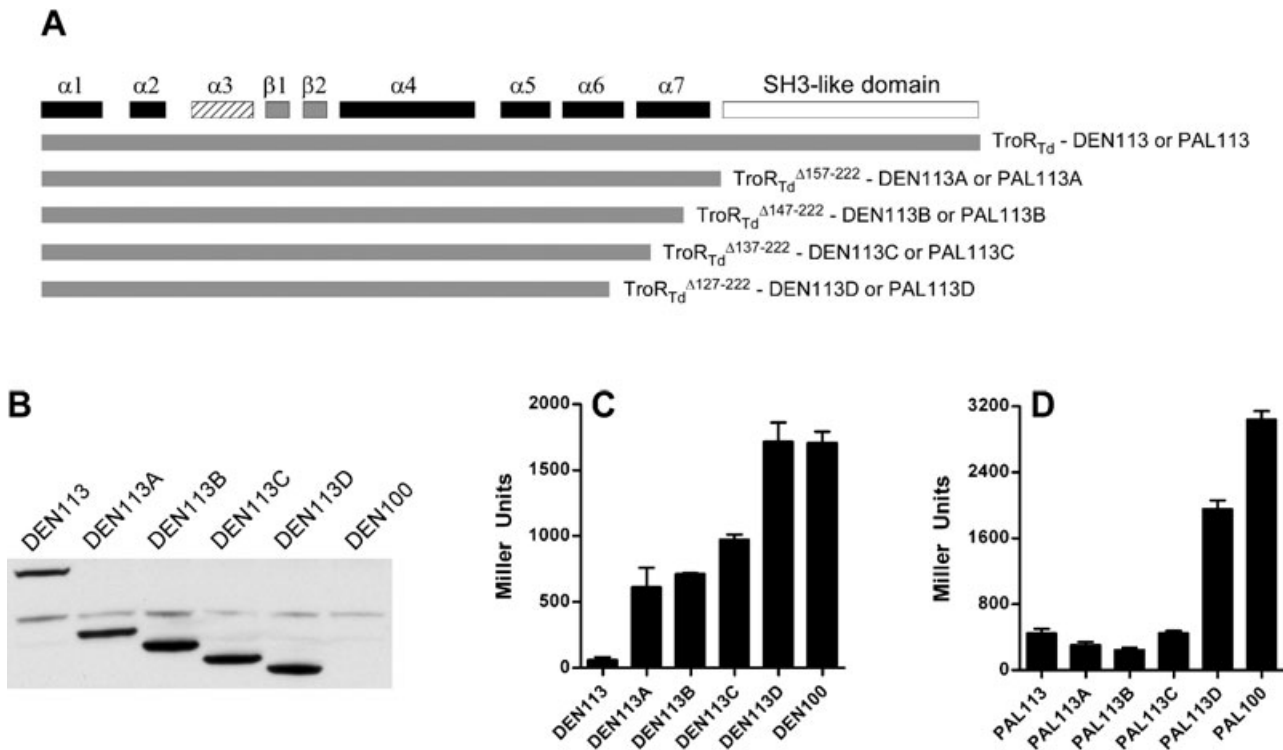 A
α1 α2 α3 β1 β2 α4 α5 α6 α7 SH3-like domain
TroR_Td - DEN113 or PAL113
TroR_Td^Δ157-222 - DEN113A or PAL113A
TroR_Td^Δ147-222 - DEN113B or PAL113B
TroR_Td^Δ137-222 - DEN113C or PAL113C
TroR_Td^Δ127-222 - DEN113D or PAL113D
B
DEN113 DEN113A DEN113B DEN113C DEN113D DEN100
C
Miller Units
2000
1500
1000
500
0
DEN113 DEN113A DEN113B DEN113C DEN113D DEN100
D
Miller Units
3200
2400
1600
800
0
PAL113 PAL113A PAL113B PAL113C PAL113D PAL100